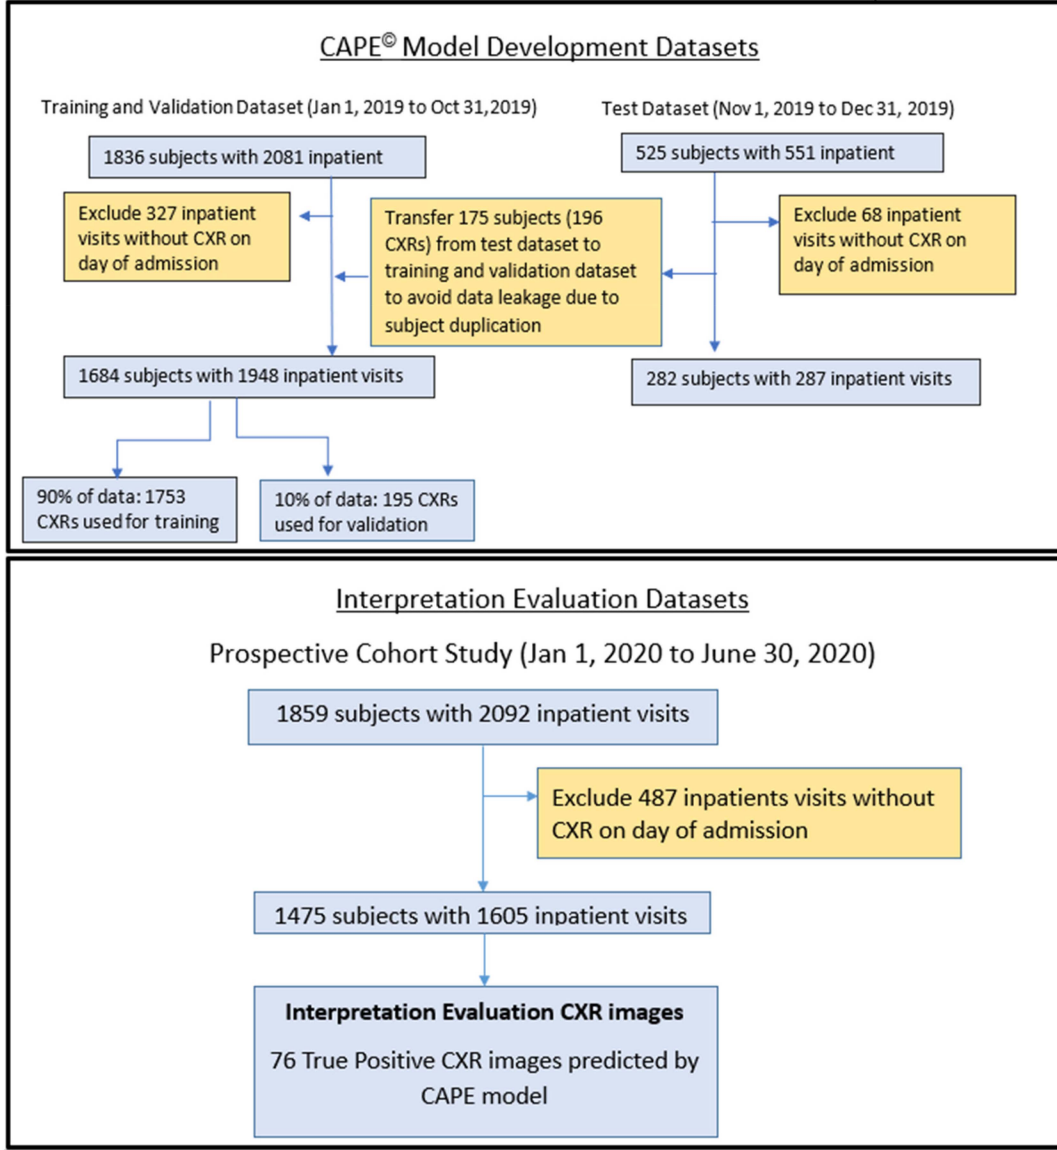 CAPE© Model Development Datasets
Training and Validation Dataset (Jan 1, 2019 to Oct 31,2019)
Test Dataset (Nov 1, 2019 to Dec 31, 2019)
1836 subjects with 2081 inpatient
525 subjects with 551 inpatient
Exclude 327 inpatient
visits without CXR on
day of admission
Transfer 175 subjects (196
CXRs) from test dataset to
training and validation dataset
to avoid data leakage due to
subject duplication
Exclude 68 inpatient
visits without CXR on
day of admission
1684 subjects with 1948 inpatient visits
282 subjects with 287 inpatient visits
90% of data: 1753
CXRs used for training
10% of data: 195 CXRs
used for validation
Interpretation Evaluation Datasets
Prospective Cohort Study (Jan 1, 2020 to June 30, 2020)
1859 subjects with 2092 inpatient visits
Exclude 487 inpatients visits without
CXR on day of admission
1475 subjects with 1605 inpatient visits
Interpretation Evaluation CXR images
76 True Positive CXR images predicted by
CAPE model